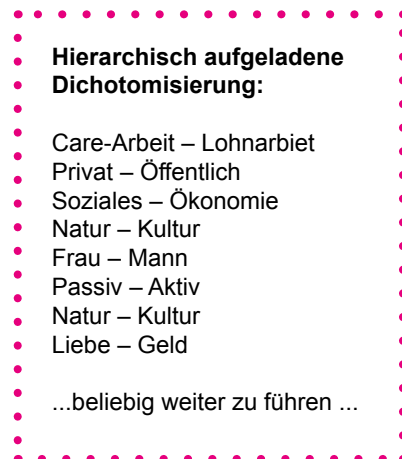 Hierarchisch aufgeladene
Dichotomisierung:
Care-Arbeit – Lohnarbiet
Privat – Öffentlich
Soziales – Ökonomie
Natur – Kultur
Frau – Mann
Passiv – Aktiv
Natur – Kultur
Liebe – Geld
...beliebig weiter zu führen ...